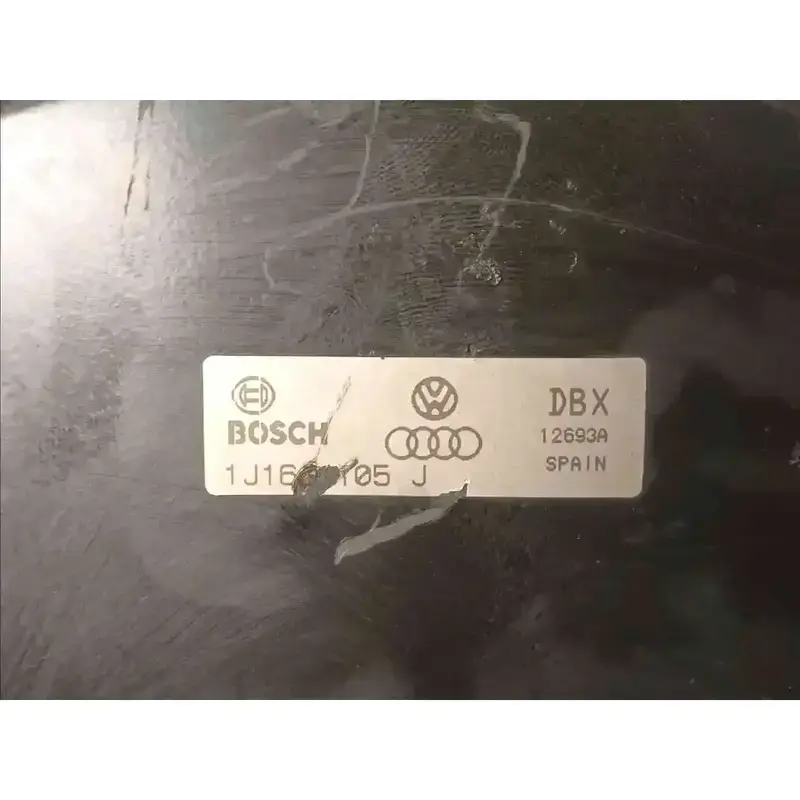 BOSCH
J
DBX
12693A
SPAIN